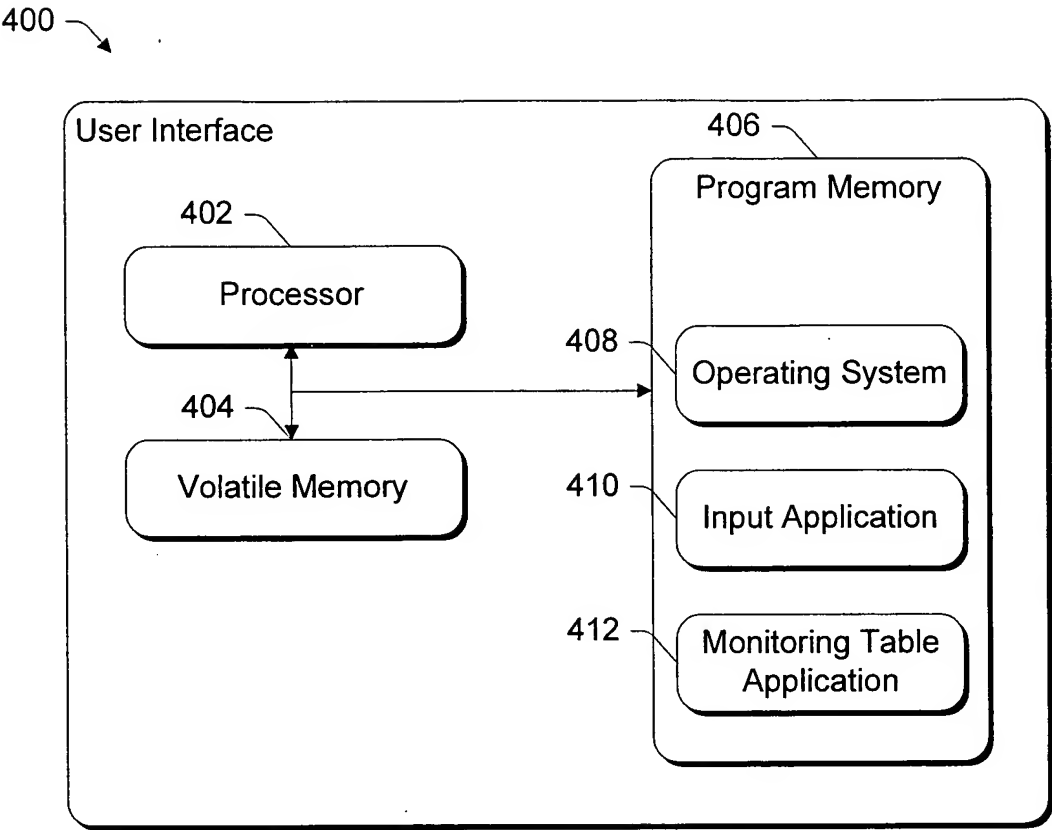 400
User Interface
406
Program Memory
402
Processor
408
Operating System
404
Volatile Memory
410
Input Application
412
Monitoring Table
Application